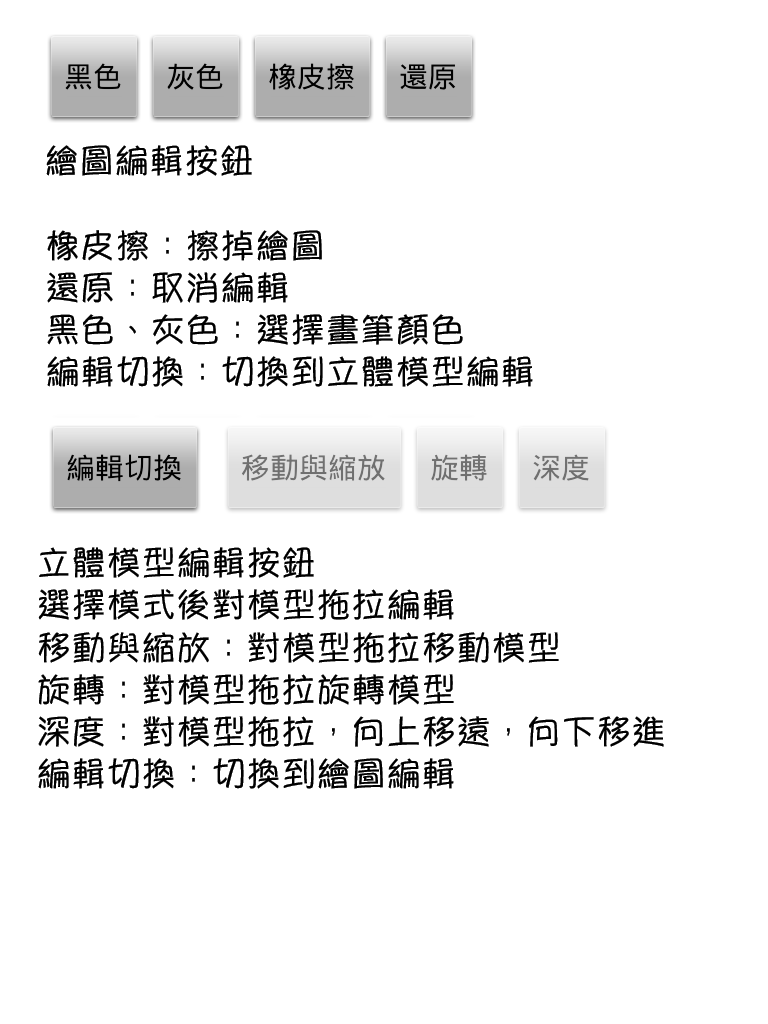 黑色 灰色 橡皮擦 還原
繪圖編輯按鈕
橡皮擦：擦掉繪圖
還原：取消編輯
黑色、灰色：選擇畫筆顏色
編輯切換：切換到立體模型編輯
編輯切換 移動與縮放 旋轉 深度
立體模型編輯按鈕
選擇模式後對模型拖拉編輯
移動與縮放：對模型拖拉移動模型
旋轉：對模型拖拉旋轉模型
深度：對模型拖拉，向上移遠，向下移進
編輯切換：切換到繪圖編輯